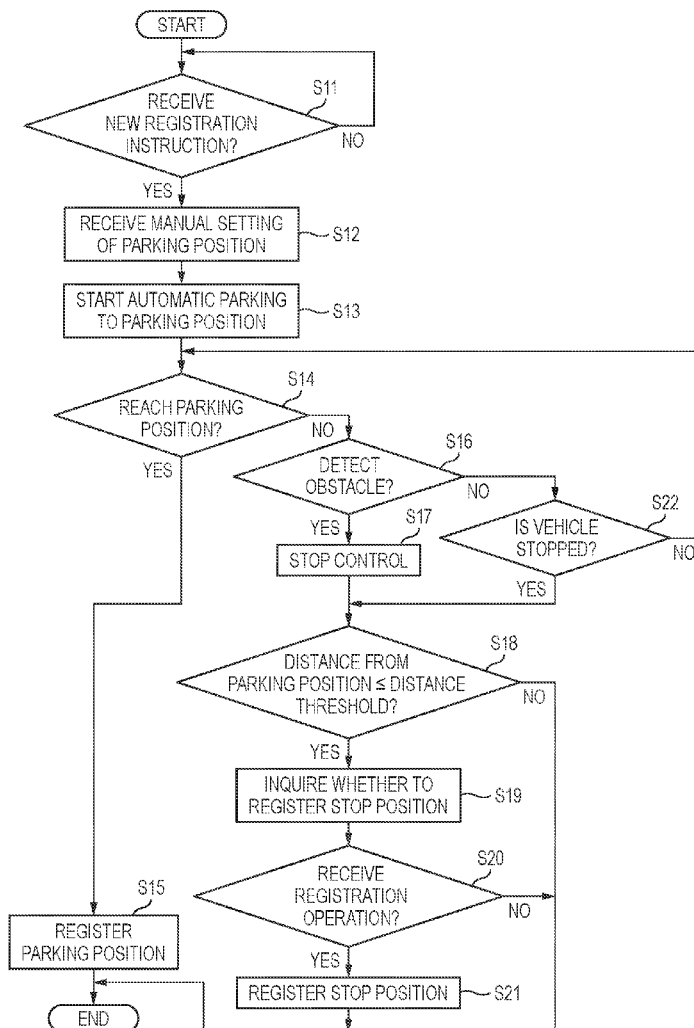 START
S11
RECEIVE
NEW REGISTRATION
INSTRUCTION?
NO
YES
RECEIVE MANUAL SETTING
OF PARKING POSITION
S12
START AUTOMATIC PARKING
TO PARKING POSITION
S13
S14
REACH PARKING
POSITION?
NO
YES
S16
DETECT
OBSTACLE?
NO
YES
S17
STOP CONTROL
S22
IS VEHICLE
STOPPED?
NO
YES
S18
DISTANCE FROM
PARKING POSITION ≤ DISTANCE
THRESHOLD?
NO
YES
INQUIRE WHETHER TO
REGISTER STOP POSITION
S19
S20
RECEIVE
REGISTRATION
OPERATION?
NO
YES
S15
REGISTER
PARKING POSITION
REGISTER STOP POSITION
S21
END